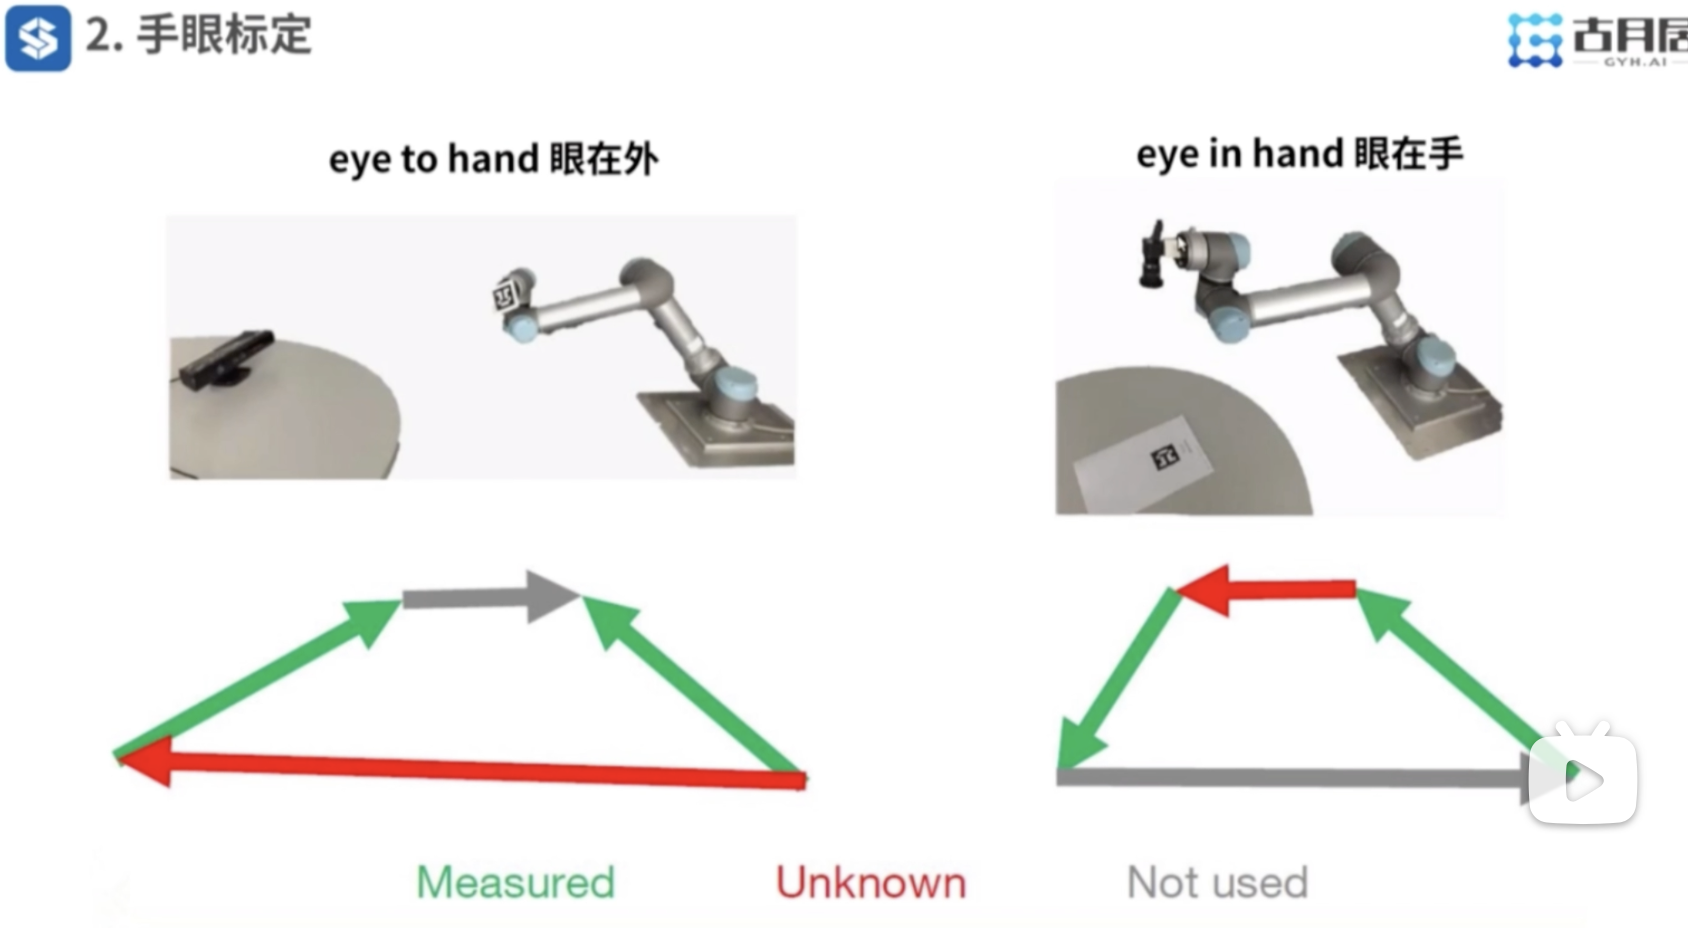 2. 手眼标定
古月居
GYH.AI
eye to hand 眼在外
eye in hand 眼在手
Measured
Unknown
Not used